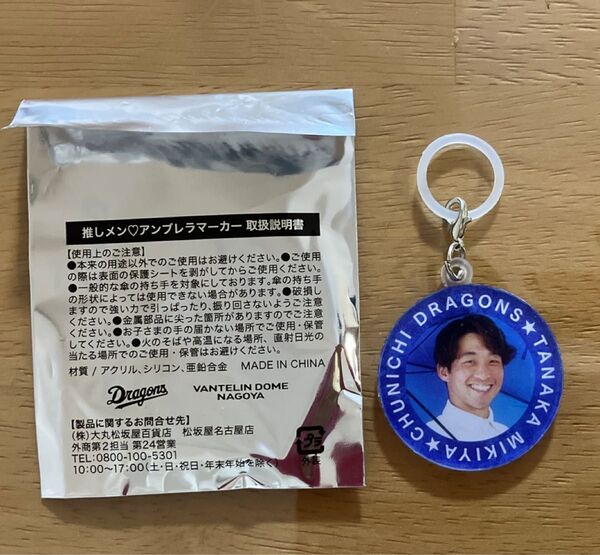 推しメン♡アンブレラマーカー 取扱説明書
【使用上のご注意】
●本来の用途以外でのご使用はお避けください。●ご使用
の際は表面の保護シートを剥がしてからご使用ください。
●一般的な傘の持ち手を対象にしております。傘の持ち手
の形状によっては使用できない場合があります。●破損し
ますので強い力で引っぱったり、振り回さないようご注意
ください。●金属部品に尖った箇所がありますのでご注意
ください。●お子さまの手の届かない場所でご使用・保管
してください。●火のそばや高温になる場所、直射日光の
当たる場所でのご使用・保管はお避けください。
材質 / アクリル、シリコン、亜鉛合金 MADE IN CHINA
Dragons VANTELIN DOME
NAGOYA
【製品に関するお問合せ先】
(株)大丸松坂屋百貨店 松坂屋名古屋店
外商第2担当 第24営業
TEL:0800-100-5301
10:00〜17:00(土・日・祝日・年末年始を除く)
プラ
外装
CHUNICHI DRAGONS★TANAKA MIKIYA★